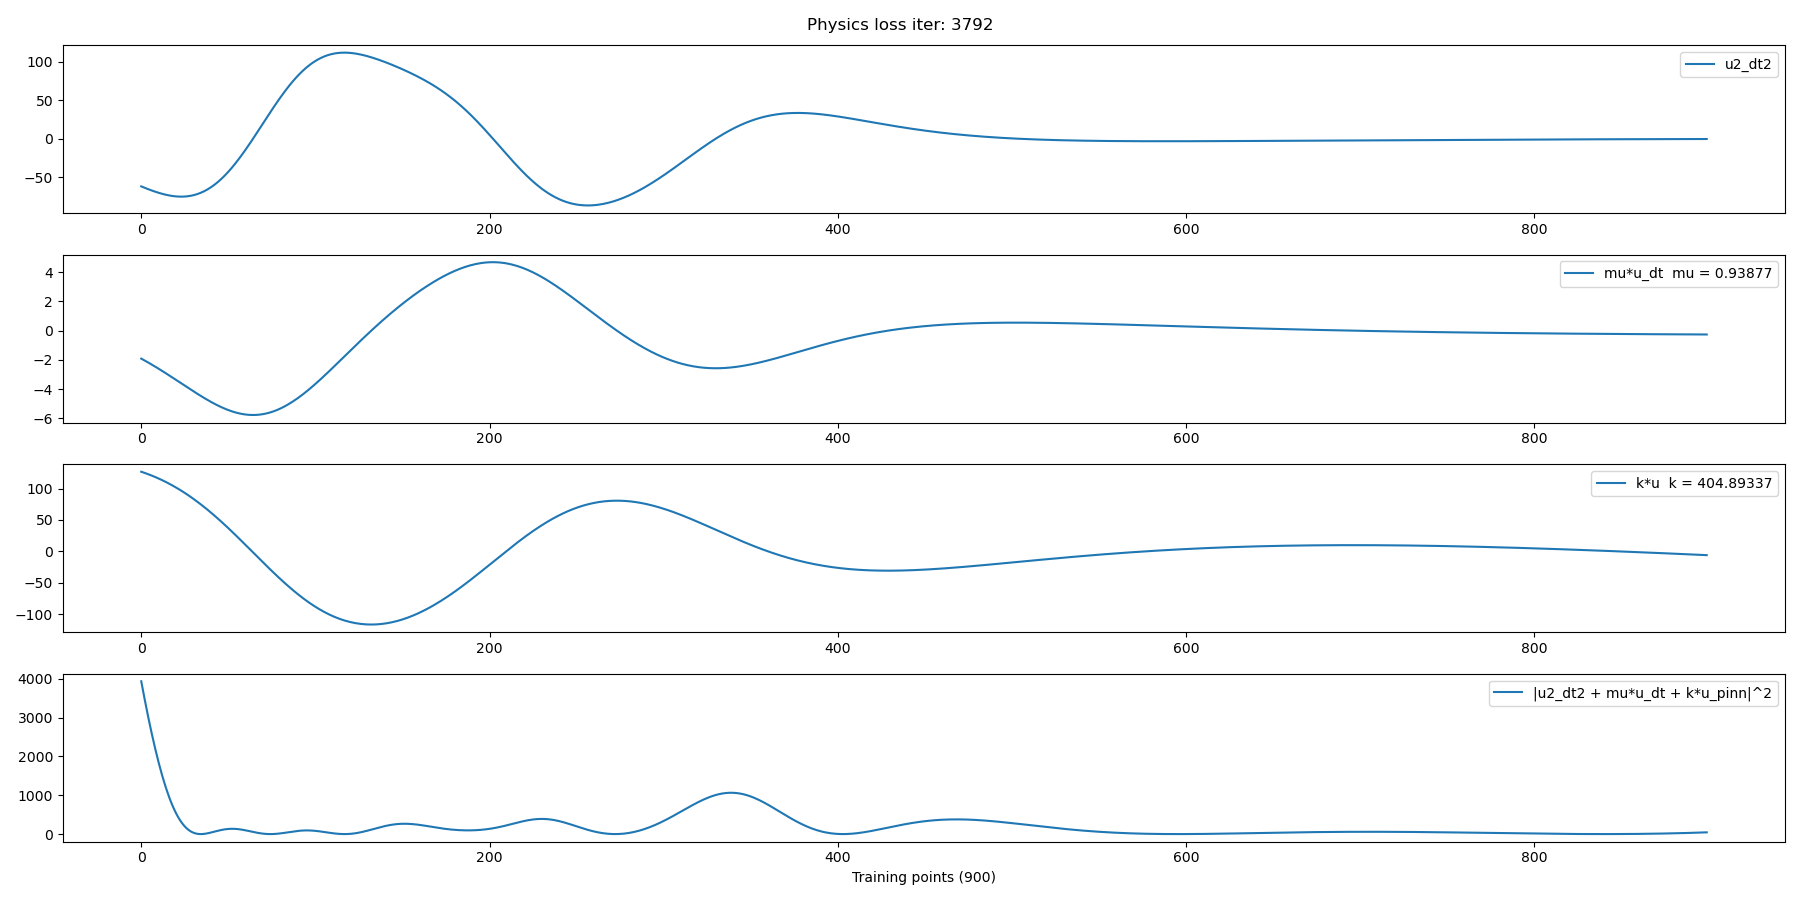 Physics loss iter: 3792
100
50
0
−50
u2_dt2
0 200 400 600 800
4
2
0
−2
−4
−6
mu*u_dt mu = 0.93877
0 200 400 600 800
100
50
0
−50
−100
k*u k = 404.89337
0 200 400 600 800
4000
3000
2000
1000
0
|u2_dt2 + mu*u_dt + k*u_pinn|^2
0 200 400 600 800
Training points (900)